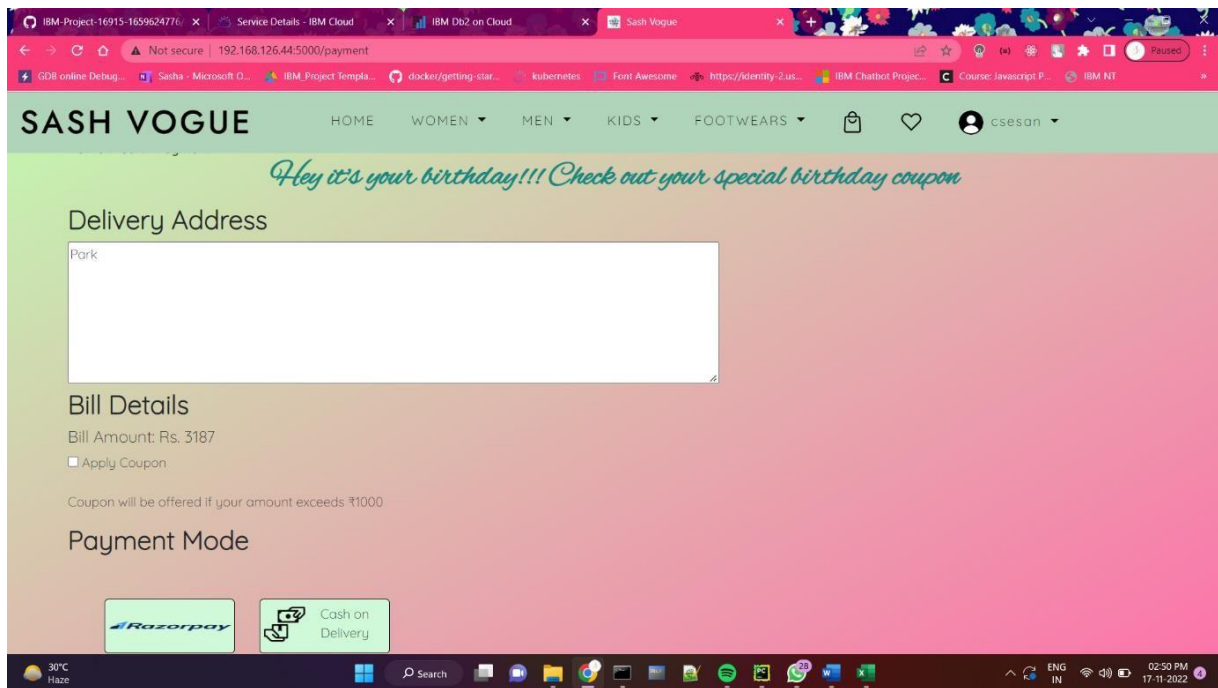 IBM-Project-16915-1659624776
Service Details - IBM Cloud
IBM Db2 on Cloud
Sash Vogue
Not secure | 192.168.126.44:5000/payment
Paused
GDB online Debug...
Sasha - Microsoft O...
IBM_Project Templa...
docker/getting-star...
kubernetes
Font Awesome
https://identity-2.us...
IBM Chatbot Projec...
Course: Javascript P...
IBM NT
SASH VOGUE
HOME
WOMEN
MEN
KIDS
FOOTWEARS
csesan
Hey it's your birthday!!! Check out your special birthday coupon
Delivery Address
Park
Bill Details
Bill Amount: Rs. 3187
Apply Coupon
Coupon will be offered if your amount exceeds ₹1000
Payment Mode
Razorpay
Cash on
Delivery
30°C
Haze
Search
28
ENG
IN
02:50 PM
17-11-2022
4